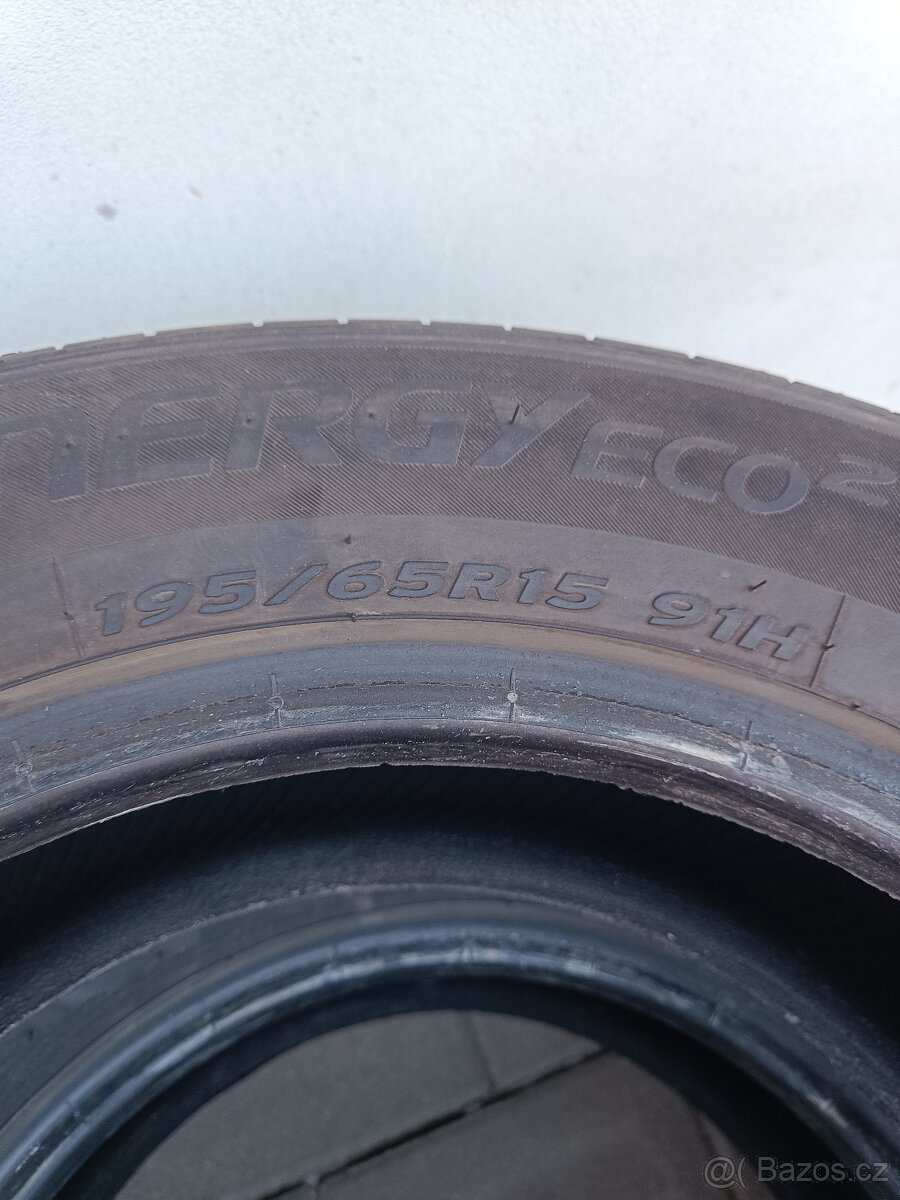 nERGY ECO2
195/65R15 91H
@ Bazos.cz